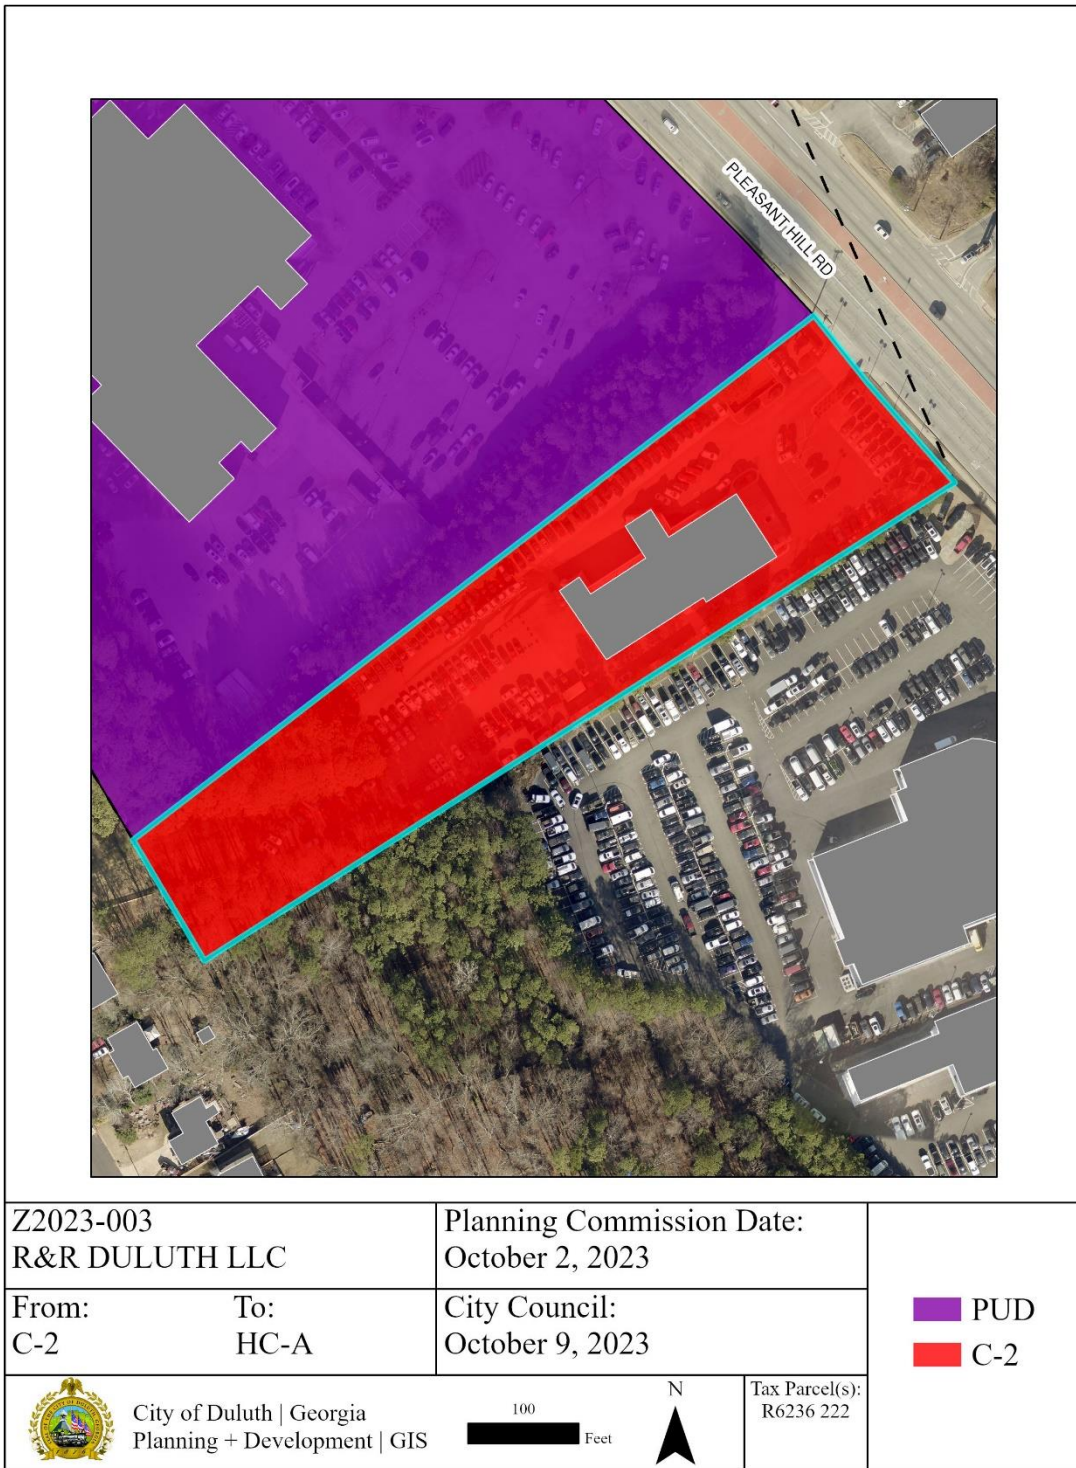 PLEASANT HILL RD
Z2023-003
R&R DULUTH LLC
Planning Commission Date:
October 2, 2023
From: To:
C-2 HC-A
City Council:
October 9, 2023
PUD
C-2
City of Duluth | Georgia
Planning + Development | GIS
100
Feet
N
Tax Parcel(s):
R6236 222